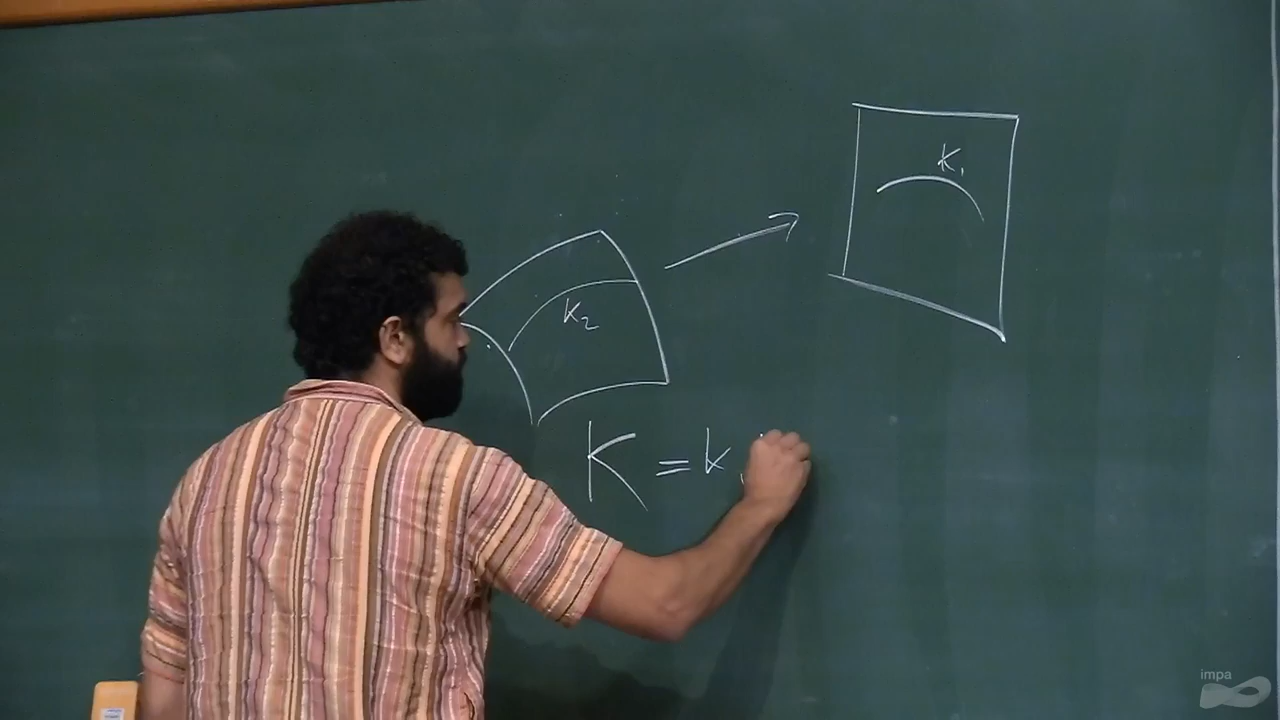 K₁
K₂
K = k
impa